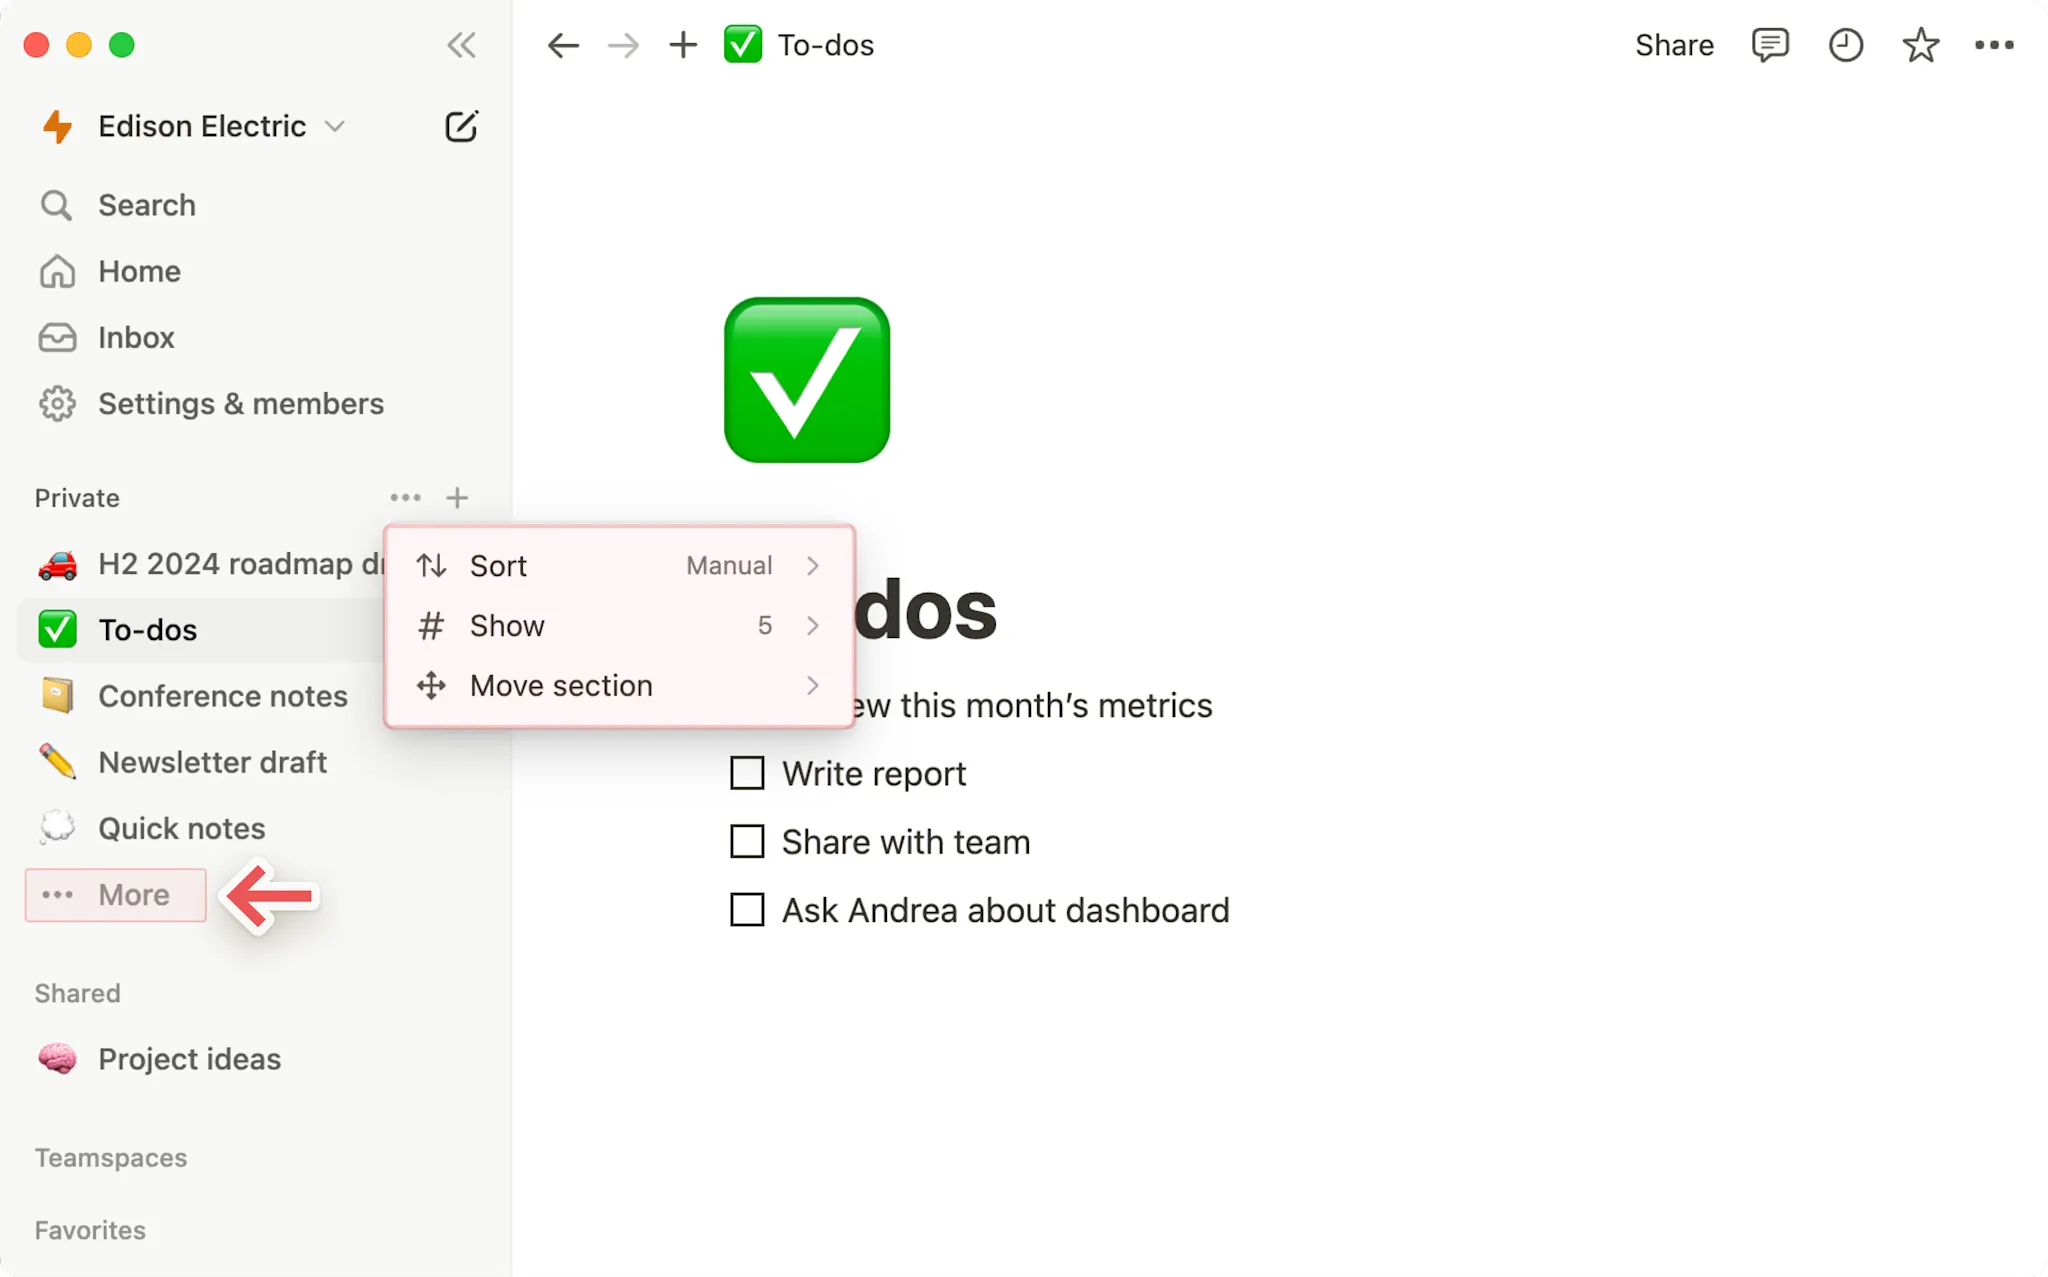 To-dos
Share
Edison Electric
Search
Home
Inbox
Settings & members
Private
H2 2024 roadmap
To-dos
Conference notes
Newsletter draft
Quick notes
More
Shared
Project ideas
Teamspaces
Favorites
Sort Manual
Show 5
Move section
dos
this month’s metrics
Write report
Share with team
Ask Andrea about dashboard